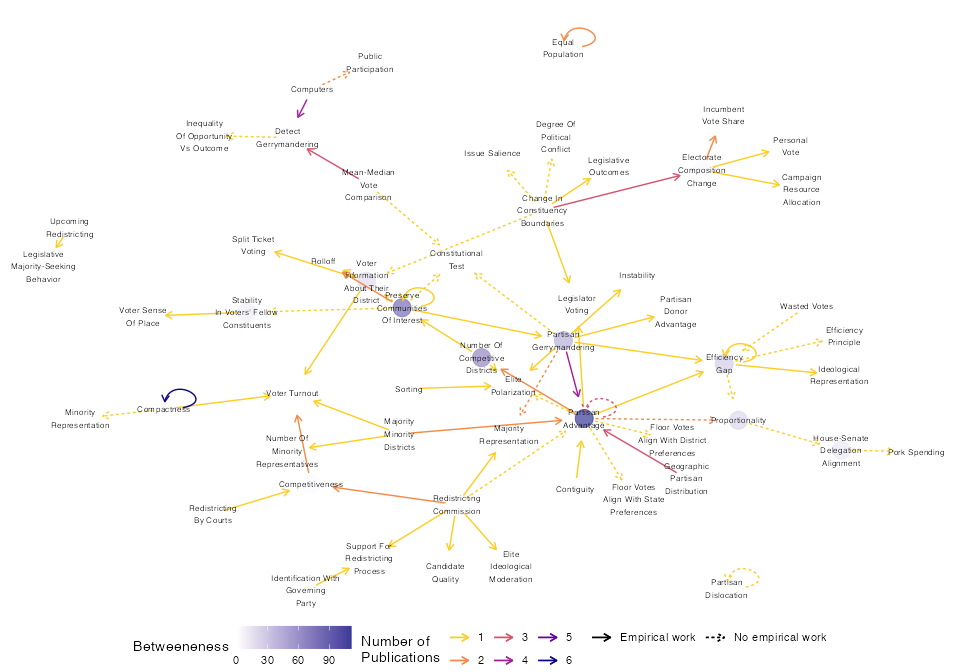 Equal
Population
Public
Participation
Computers
Incumbent
Vote Share
Inequality
Of Opportunity
Vs Outcome
Detect
Gerrymandering
Degree Of
Political
Conflict
Issue Salience
Legislative
Outcomes
Electorate
Composition
Change
Personal
Vote
Campaign
Resource
Allocation
Mean-Median
Vote
Comparison
Change In
Constituency
Boundaries
Upcoming
Redistricting
Legislative
Majority-Seeking
Behavior
Split Ticket
Voting
Rolloff
Voter
Information
About Their
District
Constitutional
Test
Preserve
Communities
Of Interest
Instability
Legislator
Voting
Partisan
Donor
Advantage
Wasted Votes
Voter Sense
Of Place
Stability
In Voters' Fellow
Constituents
Partisan
Gerrymandering
Efficiency
Principle
Number Of
Competitive
Districts
Efficiency
Gap
Ideological
Representation
Sorting
Elite
Polarization
Voter Turnout
Minority
Representation
Compactness
Majority
Minority
Districts
Majority
Representation
Partisan
Advantage
Floor Votes
Align With District
Preferences
Proportionality
House-Senate
Delegation
Alignment
Pork Spending
Number Of
Minority
Representatives
Competitiveness
Geographic
Partisan
Distribution
Contiguity
Floor Votes
Align With State
Preferences
Redistricting
By Courts
Redistricting
Commission
Support For
Redistricting
Process
Candidate
Quality
Elite
Ideological
Moderation
Identification With
Governing
Party
Partisan
Dislocation
Betweeneness
0 30 60 90
Number of
Publications
1 3 5
2 4 6
Empirical work
No empirical work